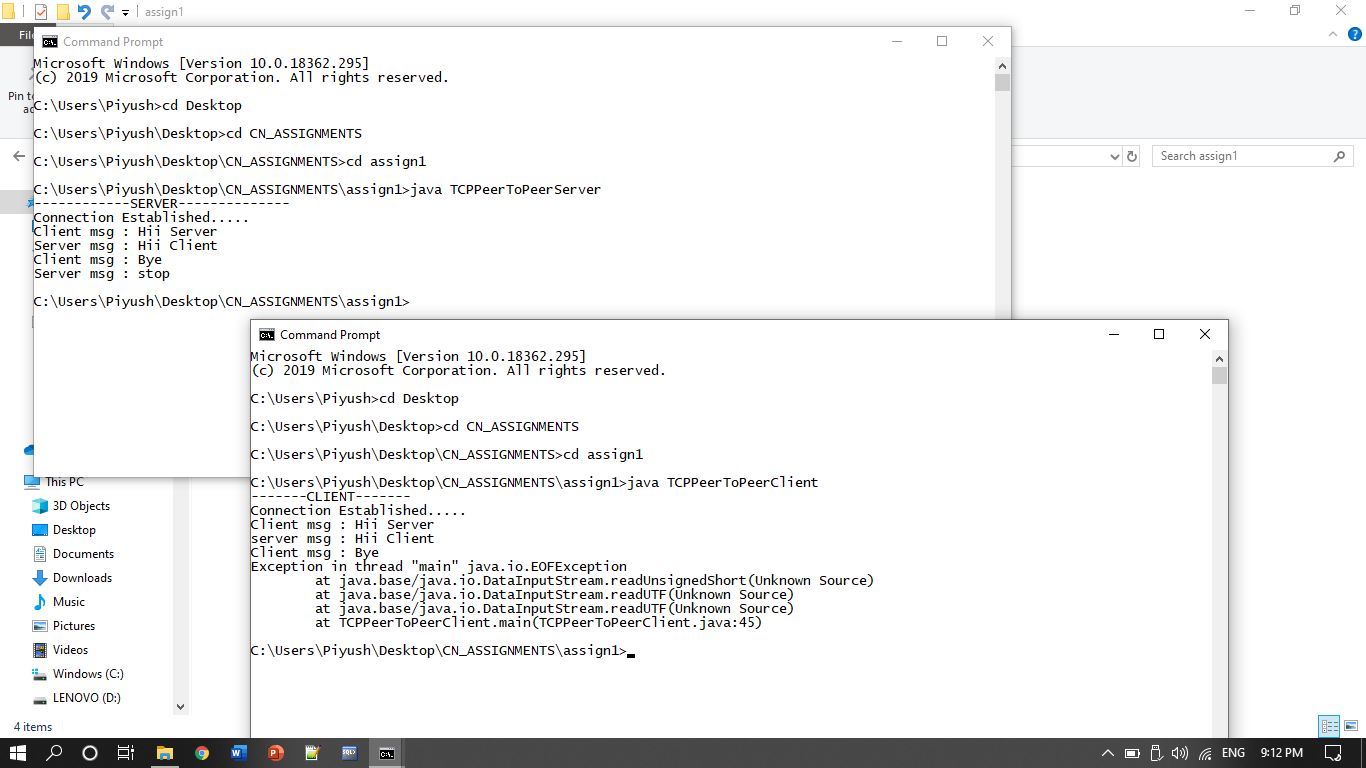 assign1
File
Command Prompt
Microsoft Windows [Version 10.0.18362.295]
(c) 2019 Microsoft Corporation. All rights reserved.
C:\Users\Piyush>cd Desktop
C:\Users\Piyush\Desktop>cd CN_ASSIGNMENTS
C:\Users\Piyush\Desktop\CN_ASSIGNMENTS>cd assign1
C:\Users\Piyush\Desktop\CN_ASSIGNMENTS\assign1>java TCPPeerToPeerServer
------------SERVER--------------
Connection Established.....
Client msg : Hii Server
Server msg : Hii Client
Client msg : Bye
Server msg : stop
C:\Users\Piyush\Desktop\CN_ASSIGNMENTS\assign1>
Pin to
Search assign1
Command Prompt
Microsoft Windows [Version 10.0.18362.295]
(c) 2019 Microsoft Corporation. All rights reserved.
C:\Users\Piyush>cd Desktop
C:\Users\Piyush\Desktop>cd CN_ASSIGNMENTS
C:\Users\Piyush\Desktop\CN_ASSIGNMENTS>cd assign1
C:\Users\Piyush\Desktop\CN_ASSIGNMENTS\assign1>java TCPPeerToPeerClient
-------CLIENT-------
Connection Established.....
Client msg : Hii Server
server msg : Hii Client
Client msg : Bye
Exception in thread "main" java.io.EOFException
at java.base/java.io.DataInputStream.readUnsignedShort(Unknown Source)
at java.base/java.io.DataInputStream.readUTF(Unknown Source)
at java.base/java.io.DataInputStream.readUTF(Unknown Source)
at TCPPeerToPeerClient.main(TCPPeerToPeerClient.java:45)
C:\Users\Piyush\Desktop\CN_ASSIGNMENTS\assign1>
This PC
3D Objects
Desktop
Documents
Downloads
Music
Pictures
Videos
Windows (C:)
LENOVO (D:)
4 items
ENG
9:12 PM